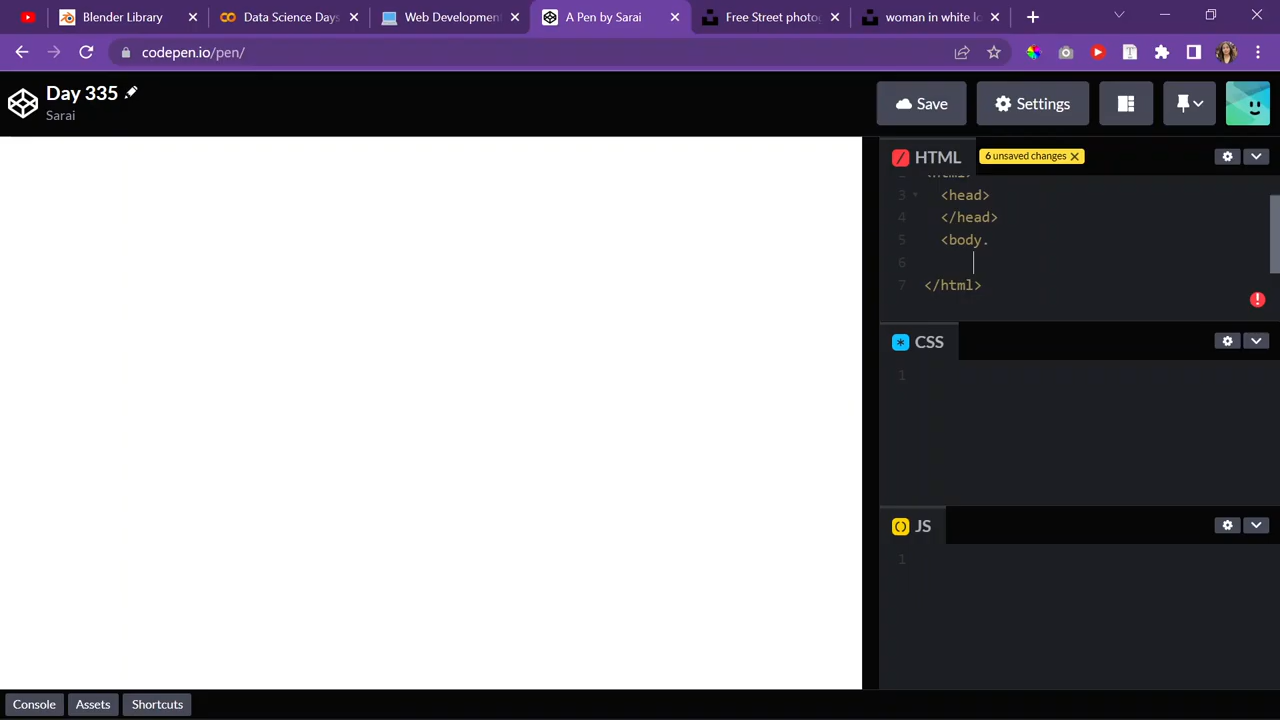 Blender Library
Data Science Days
Web Development
A Pen by Sarai
Free Street photo
woman in white lo
codepen.io/pen/
Day 335
Sarai
Save
Settings
HTML
6 unsaved changes
<html>
3 <head>
4 </head>
5 <body.
6
7 </html>
CSS
1
JS
1
Console
Assets
Shortcuts